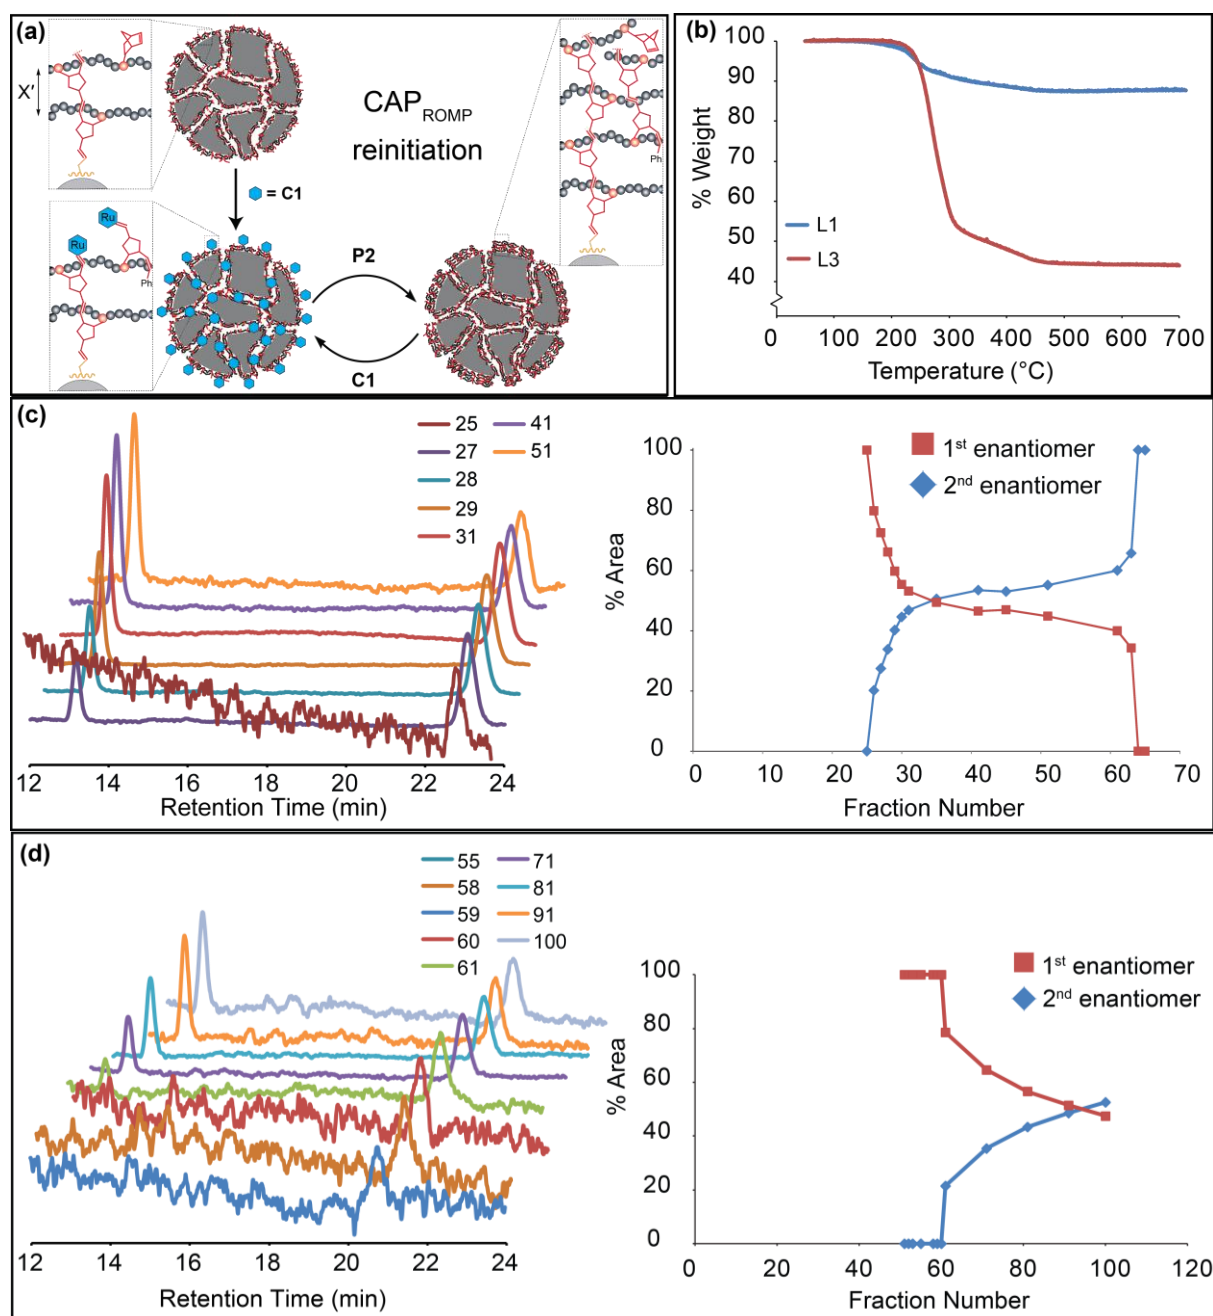 (a)
X'
CAP_ROMP
reinitiation
= C1
Ru
Ru
Ph
P2
C1
Ph
(b)
% Weight
100
90
80
70
60
50
40
L1
L3
0 100 200 300 400 500 600 700
Temperature (°C)
(c)
25 41
27 51
28
29
31
12 14 16 18 20 22 24
Retention Time (min)
1st enantiomer
2nd enantiomer
% Area
100
80
60
40
20
0
0 10 20 30 40 50 60 70
Fraction Number
(d)
55 71
58 81
59 91
60 100
61
12 14 16 18 20 22 24
Retention Time (min)
1st enantiomer
2nd enantiomer
% Area
100
80
60
40
20
0
0 20 40 60 80 100 120
Fraction Number